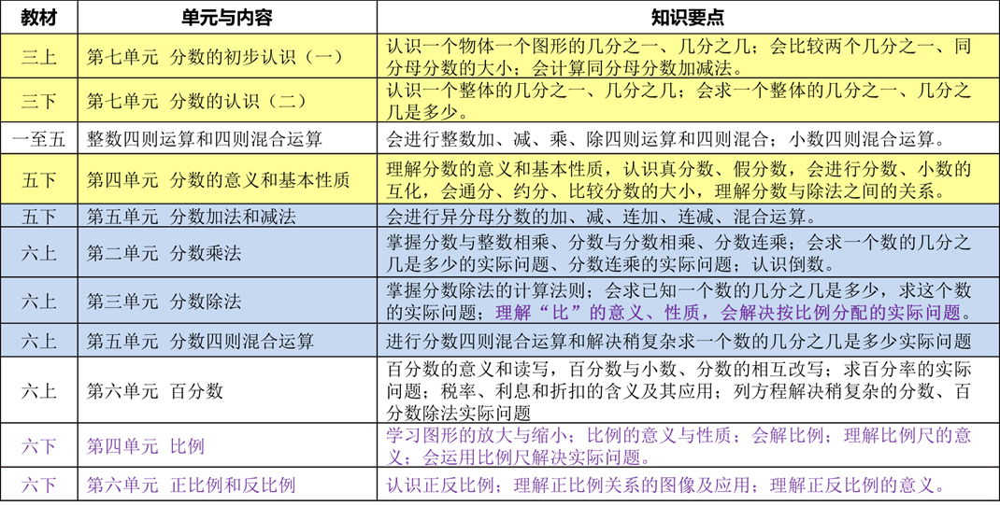 教材 单元与内容 知识要点
三上 第七单元 分数的初步认识（一） 认识一个物体一个图形的几分之一、几分之几；会比较两个几分之一、同
分母分数的大小；会计算同分母分数加减法。
三下 第七单元 分数的认识（二） 认识一个整体的几分之一、几分之几；会求一个整体的几分之一、几分之
几是多少。
一至五 整数四则运算和四则混合运算 会进行整数加、减、乘、除四则运算和四则混合；小数四则混合运算。
五下 第四单元 分数的意义和基本性质 理解分数的意义和基本性质，认识真分数、假分数，会进行分数、小数的
互化，会通分、约分、比较分数的大小，理解分数与除法之间的关系。
五下 第五单元 分数加法和减法 会进行异分母分数的加、减、连加、连减、混合运算。
六上 第二单元 分数乘法 掌握分数与整数相乘、分数与分数相乘、分数连乘；会求一个数的几分之
几是多少的实际问题、分数连乘的实际问题；认识倒数。
六上 第三单元 分数除法 掌握分数除法的计算法则；会求已知一个数的几分之几是多少，求这个数
的实际问题；理解“比”的意义、性质，会解决按比例分配的实际问题。
六上 第五单元 分数四则混合运算 进行分数四则混合运算和解决稍复杂求一个数的几分之几是多少实际问题
六上 第六单元 百分数 百分数的意义和读写，百分数与小数、分数的相互改写；求百分率的实际
问题；税率、利息和折扣的含义及其应用；列方程解决稍复杂的分数、百
分数除法实际问题
六下 第四单元 比例 学习图形的放大与缩小；比例的意义与性质；会解比例；理解比例尺的意
义；会运用比例尺解决实际问题。
六下 第六单元 正比例和反比例 认识正反比例；理解正比例关系的图像及应用；理解正反比例的意义。